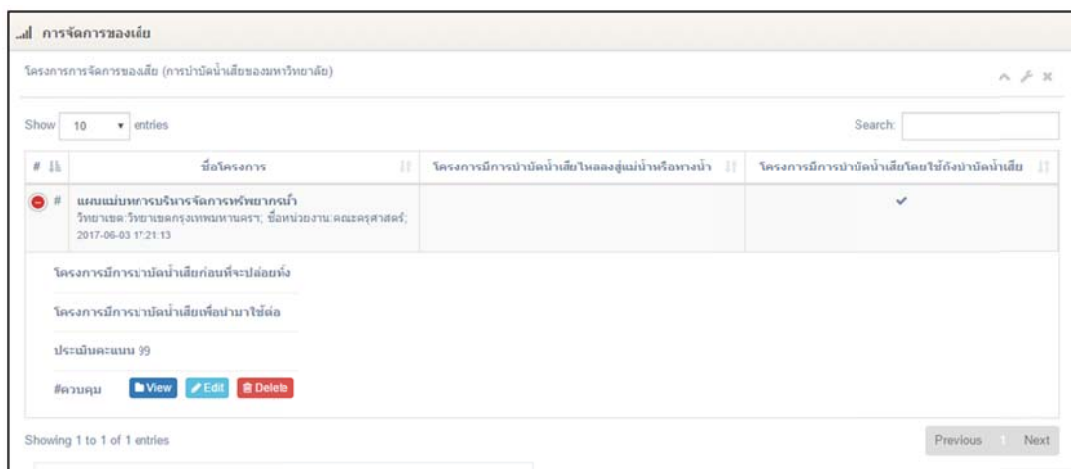 การจัดการของเสีย
โครงการการจัดการของเสีย (การบำบัดน้ำเสียของมหาวิทยาลัย)
Show 10 entries
Search:
# ชื่อโครงการ โครงการมีการบำบัดน้ำเสียไหลลงสู่แม่น้ำหรือทางน้ำ โครงการมีการบำบัดน้ำเสียโดยใช้ถังบำบัดน้ำเสีย
# แผนแม่บทการบริหารจัดการทรัพยากรน้ำ
วิทยาเขต:วิทยาเขตกรุงเทพมหานครฯ; ชื่อหน่วยงาน:คณะครุศาสตร์;
2017-06-03 17:21:13
โครงการมีการบำบัดน้ำเสียก่อนที่จะปล่อยทิ้ง
โครงการมีการบำบัดน้ำเสียเพื่อนำมาใช้ต่อ
ประเมินคะแนน 99
#ควบคุม View Edit Delete
Showing 1 to 1 of 1 entries
Previous 1 Next